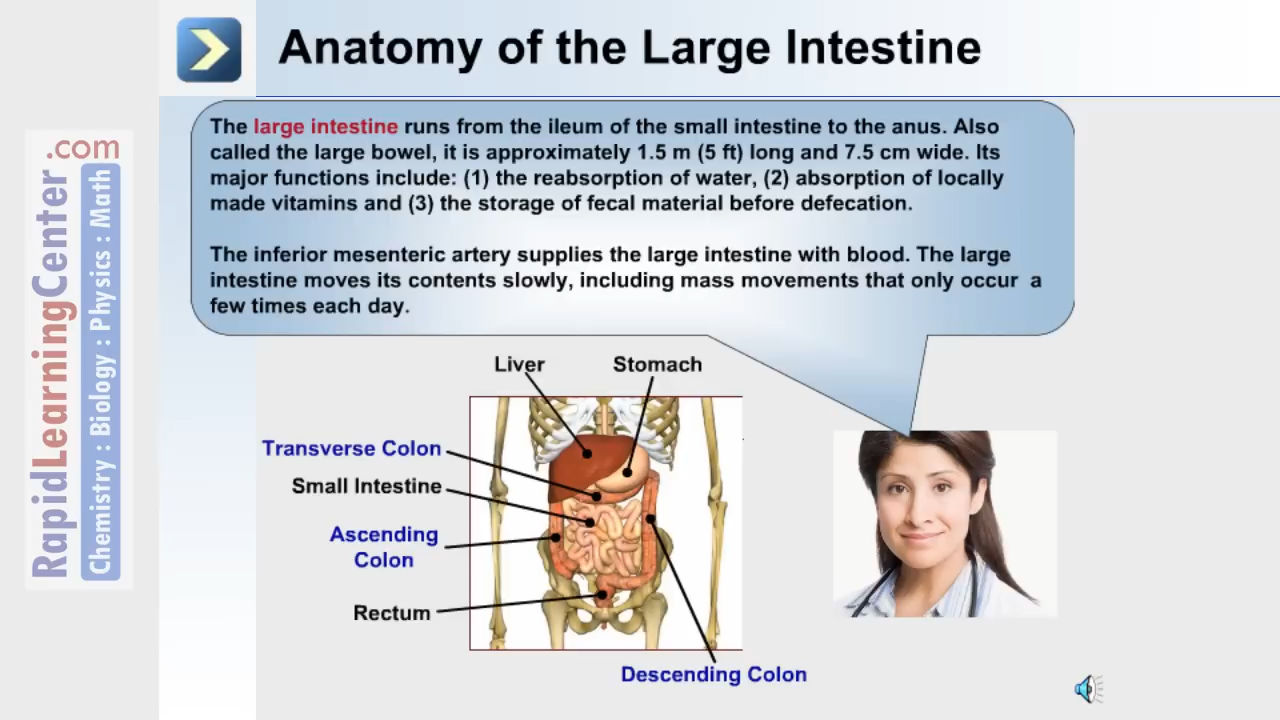 Anatomy of the Large Intestine
The large intestine runs from the ileum of the small intestine to the anus. Also
called the large bowel, it is approximately 1.5 m (5 ft) long and 7.5 cm wide. Its
major functions include: (1) the reabsorption of water, (2) absorption of locally
made vitamins and (3) the storage of fecal material before defecation.
The inferior mesenteric artery supplies the large intestine with blood. The large
intestine moves its contents slowly, including mass movements that only occur a
few times each day.
Liver
Stomach
Transverse Colon
Small Intestine
Ascending
Colon
Rectum
Descending Colon
RapidLearningCenter.com
Chemistry : Biology : Physics : Math